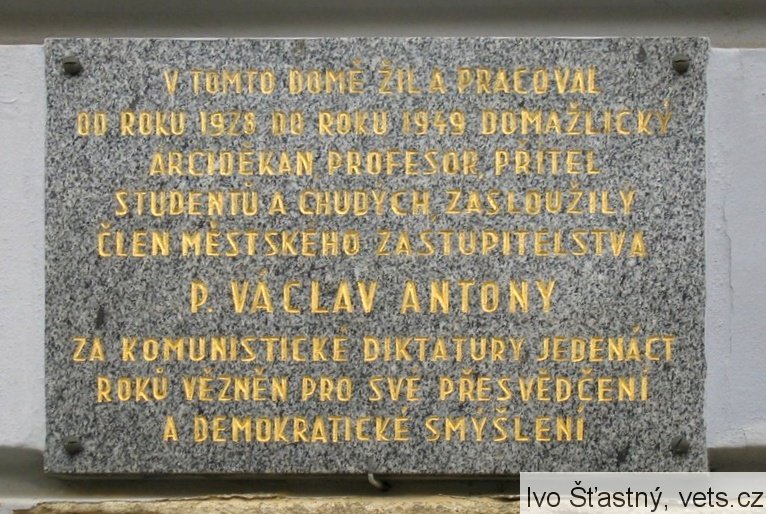 V TOMTO DOMĚ ŽIL A PRACOVAL
OD ROKU 1928 DO ROKU 1949 DOMAŽLICKÝ
ARCIDĚKAN, PROFESOR, PŘÍTEL
STUDENTŮ A CHUDÝCH, ZASLOUŽILÝ
ČLEN MĚSTSKÉHO ZASTUPITELSTVA
P. VÁCLAV ANTONY
ZA KOMUNISTICKÉ DIKTATURY JEDENÁCT
ROKŮ VĚZNĚN PRO SVÉ PŘESVĚDČENÍ
A DEMOKRATICKÉ SMÝŠLENÍ
Ivo Šťastný, vets.cz